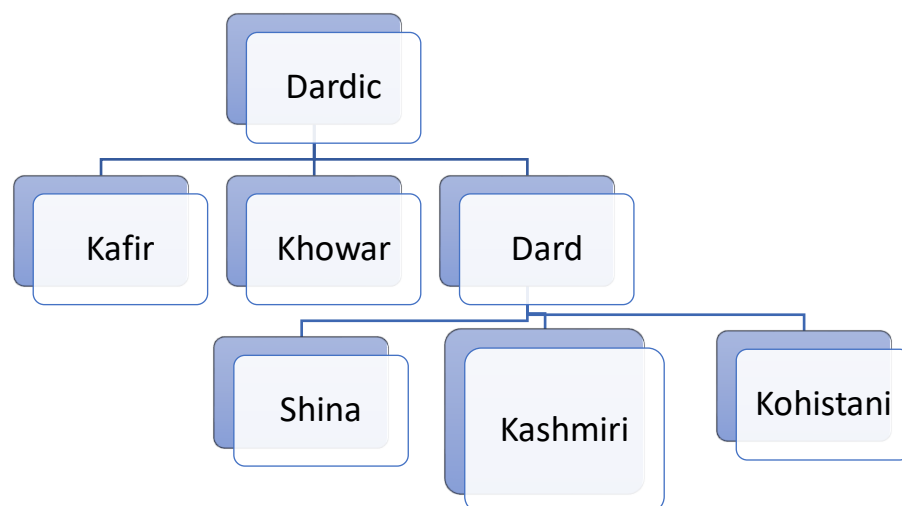 Dardic
Kafir
Khowar
Dard
Shina
Kashmiri
Kohistani